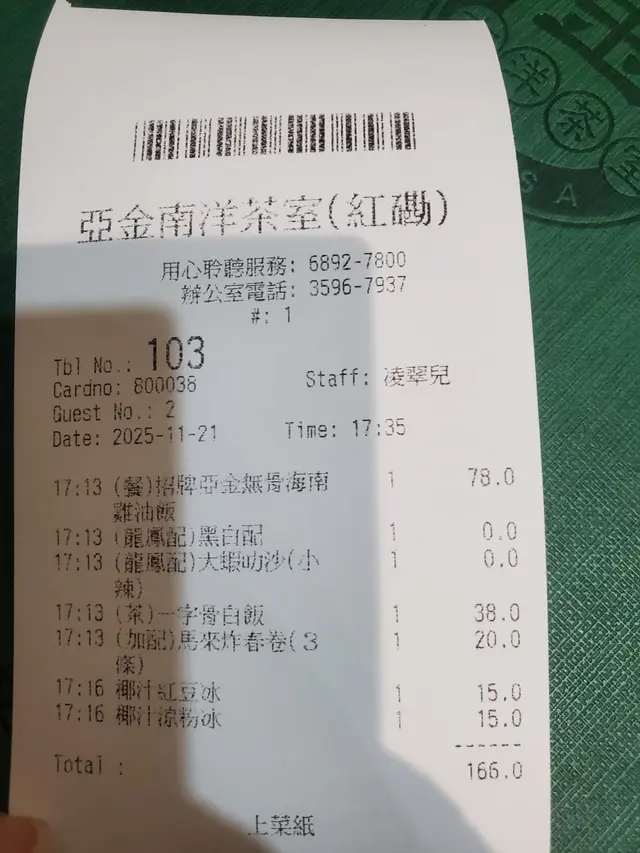 亞金南洋茶室(紅磡)
用心聆聽服務: 6892-7800
辦公室電話: 3596-7937
#: 1
Tbl No.: 103
Cardno: 800038 Staff: 凌翠兒
Guest No.: 2
Date: 2025-11-21 Time: 17:35
17:13 (餐)招牌亞金無骨海南 1 78.0
雞油飯
17:13 (龍鳳配)黑白配 1 0.0
17:13 (龍鳳配)大蝦叻沙(小 1 0.0
辣)
17:13 (茶)一字骨白飯 1 38.0
17:13 (加配)馬來炸春卷(3 1 20.0
條)
17:16 椰汁紅豆冰 1 15.0
17:16 椰汁涼粉冰 1 15.0
------
Total : 166.0
上菜紙
洋茶室
S A